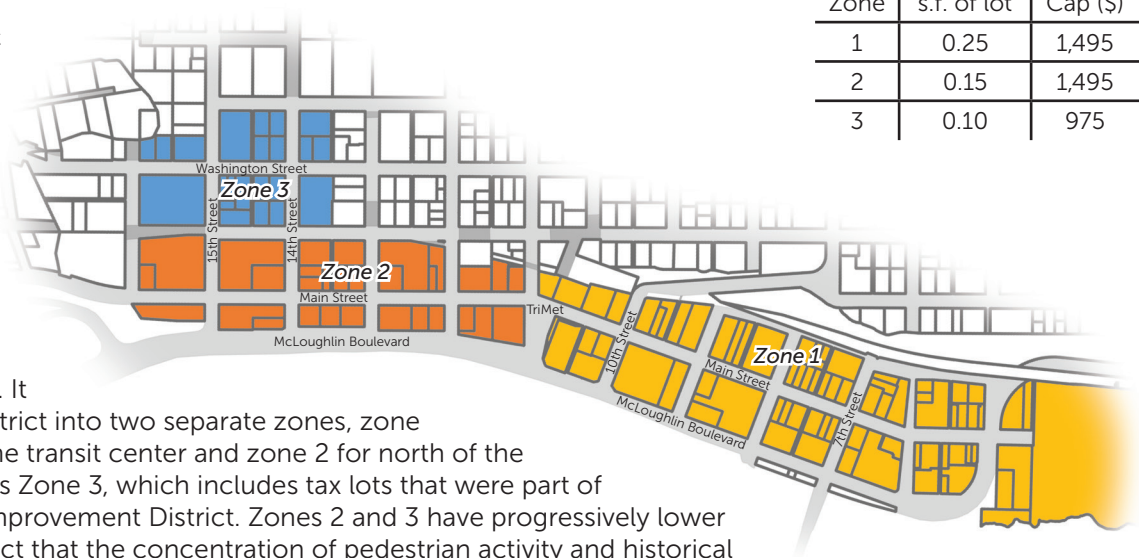 Zone s.f. of lot Cap ($)
1 0.25 1,495
2 0.15 1,495
3 0.10 975
Washington Street
Zone 3
15th Street
14th Street
Zone 2
Main Street
TriMet
McLoughlin Boulevard
10th Street
Zone 1
Main Street
McLoughlin Boulevard
7th Street
It
trict into two separate zones, zone
ne transit center and zone 2 for north of the
s Zone 3, which includes tax lots that were part of
mprovement District. Zones 2 and 3 have progressively lower
ct that the concentration of pedestrian activity and historical